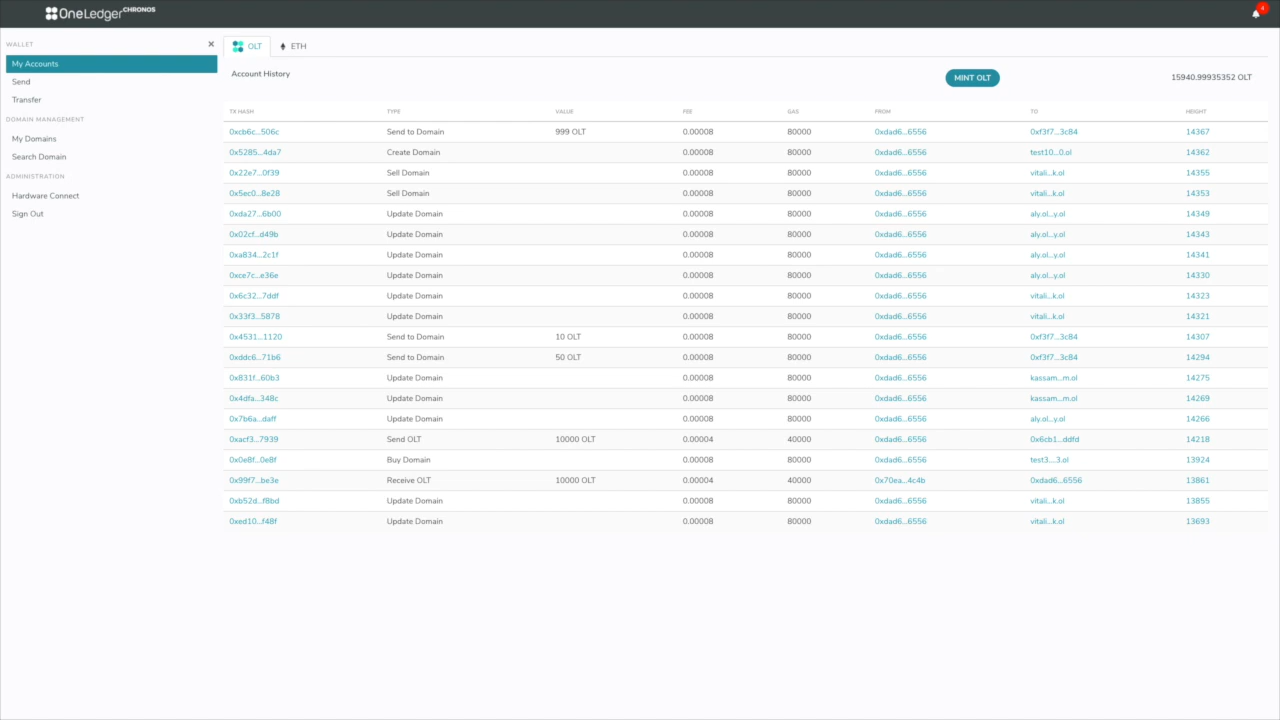 OneLedger CHRONOS
4
WALLET
My Accounts
Send
Transfer
DOMAIN MANAGEMENT
My Domains
Search Domain
ADMINISTRATION
Hardware Connect
Sign Out
OLT ETH
Account History MINT OLT 15940.99935352 OLT
TX HASH TYPE VALUE FEE GAS FROM TO HEIGHT
0xcb6c...506c Send to Domain 999 OLT 0.00008 80000 0xdad6...6556 0xf3f7...3c84 14367
0x5285...4da7 Create Domain 0.00008 80000 0xdad6...6556 test10...0.ol 14362
0x22e7...0f39 Sell Domain 0.00008 80000 0xdad6...6556 vitali...k.ol 14355
0x5ec0...8e28 Sell Domain 0.00008 80000 0xdad6...6556 vitali...k.ol 14353
0xda27...6b00 Update Domain 0.00008 80000 0xdad6...6556 aly.ol...y.ol 14349
0x02cf...d49b Update Domain 0.00008 80000 0xdad6...6556 aly.ol...y.ol 14343
0xa834...2c1f Update Domain 0.00008 80000 0xdad6...6556 aly.ol...y.ol 14341
0xce7c...e36e Update Domain 0.00008 80000 0xdad6...6556 aly.ol...y.ol 14330
0x6c32...7ddf Update Domain 0.00008 80000 0xdad6...6556 vitali...k.ol 14323
0x33f3...5878 Update Domain 0.00008 80000 0xdad6...6556 vitali...k.ol 14321
0x4531...1120 Send to Domain 10 OLT 0.00008 80000 0xdad6...6556 0xf3f7...3c84 14307
0xddc6...71b6 Send to Domain 50 OLT 0.00008 80000 0xdad6...6556 0xf3f7...3c84 14294
0x831f...60b3 Update Domain 0.00008 80000 0xdad6...6556 kassam...m.ol 14275
0x4dfa...348c Update Domain 0.00008 80000 0xdad6...6556 kassam...m.ol 14269
0x7b6a...daff Update Domain 0.00008 80000 0xdad6...6556 aly.ol...y.ol 14266
0xacf3...7939 Send OLT 10000 OLT 0.00004 40000 0xdad6...6556 0x6cb1...ddfd 14218
0x0e8f...0e8f Buy Domain 0.00008 80000 0xdad6...6556 test3....3.ol 13924
0x99f7...be3e Receive OLT 10000 OLT 0.00004 40000 0x70ea...4c4b 0xdad6...6556 13861
0xb52d...f8bd Update Domain 0.00008 80000 0xdad6...6556 vitali...k.ol 13855
0xed10...f48f Update Domain 0.00008 80000 0xdad6...6556 vitali...k.ol 13693